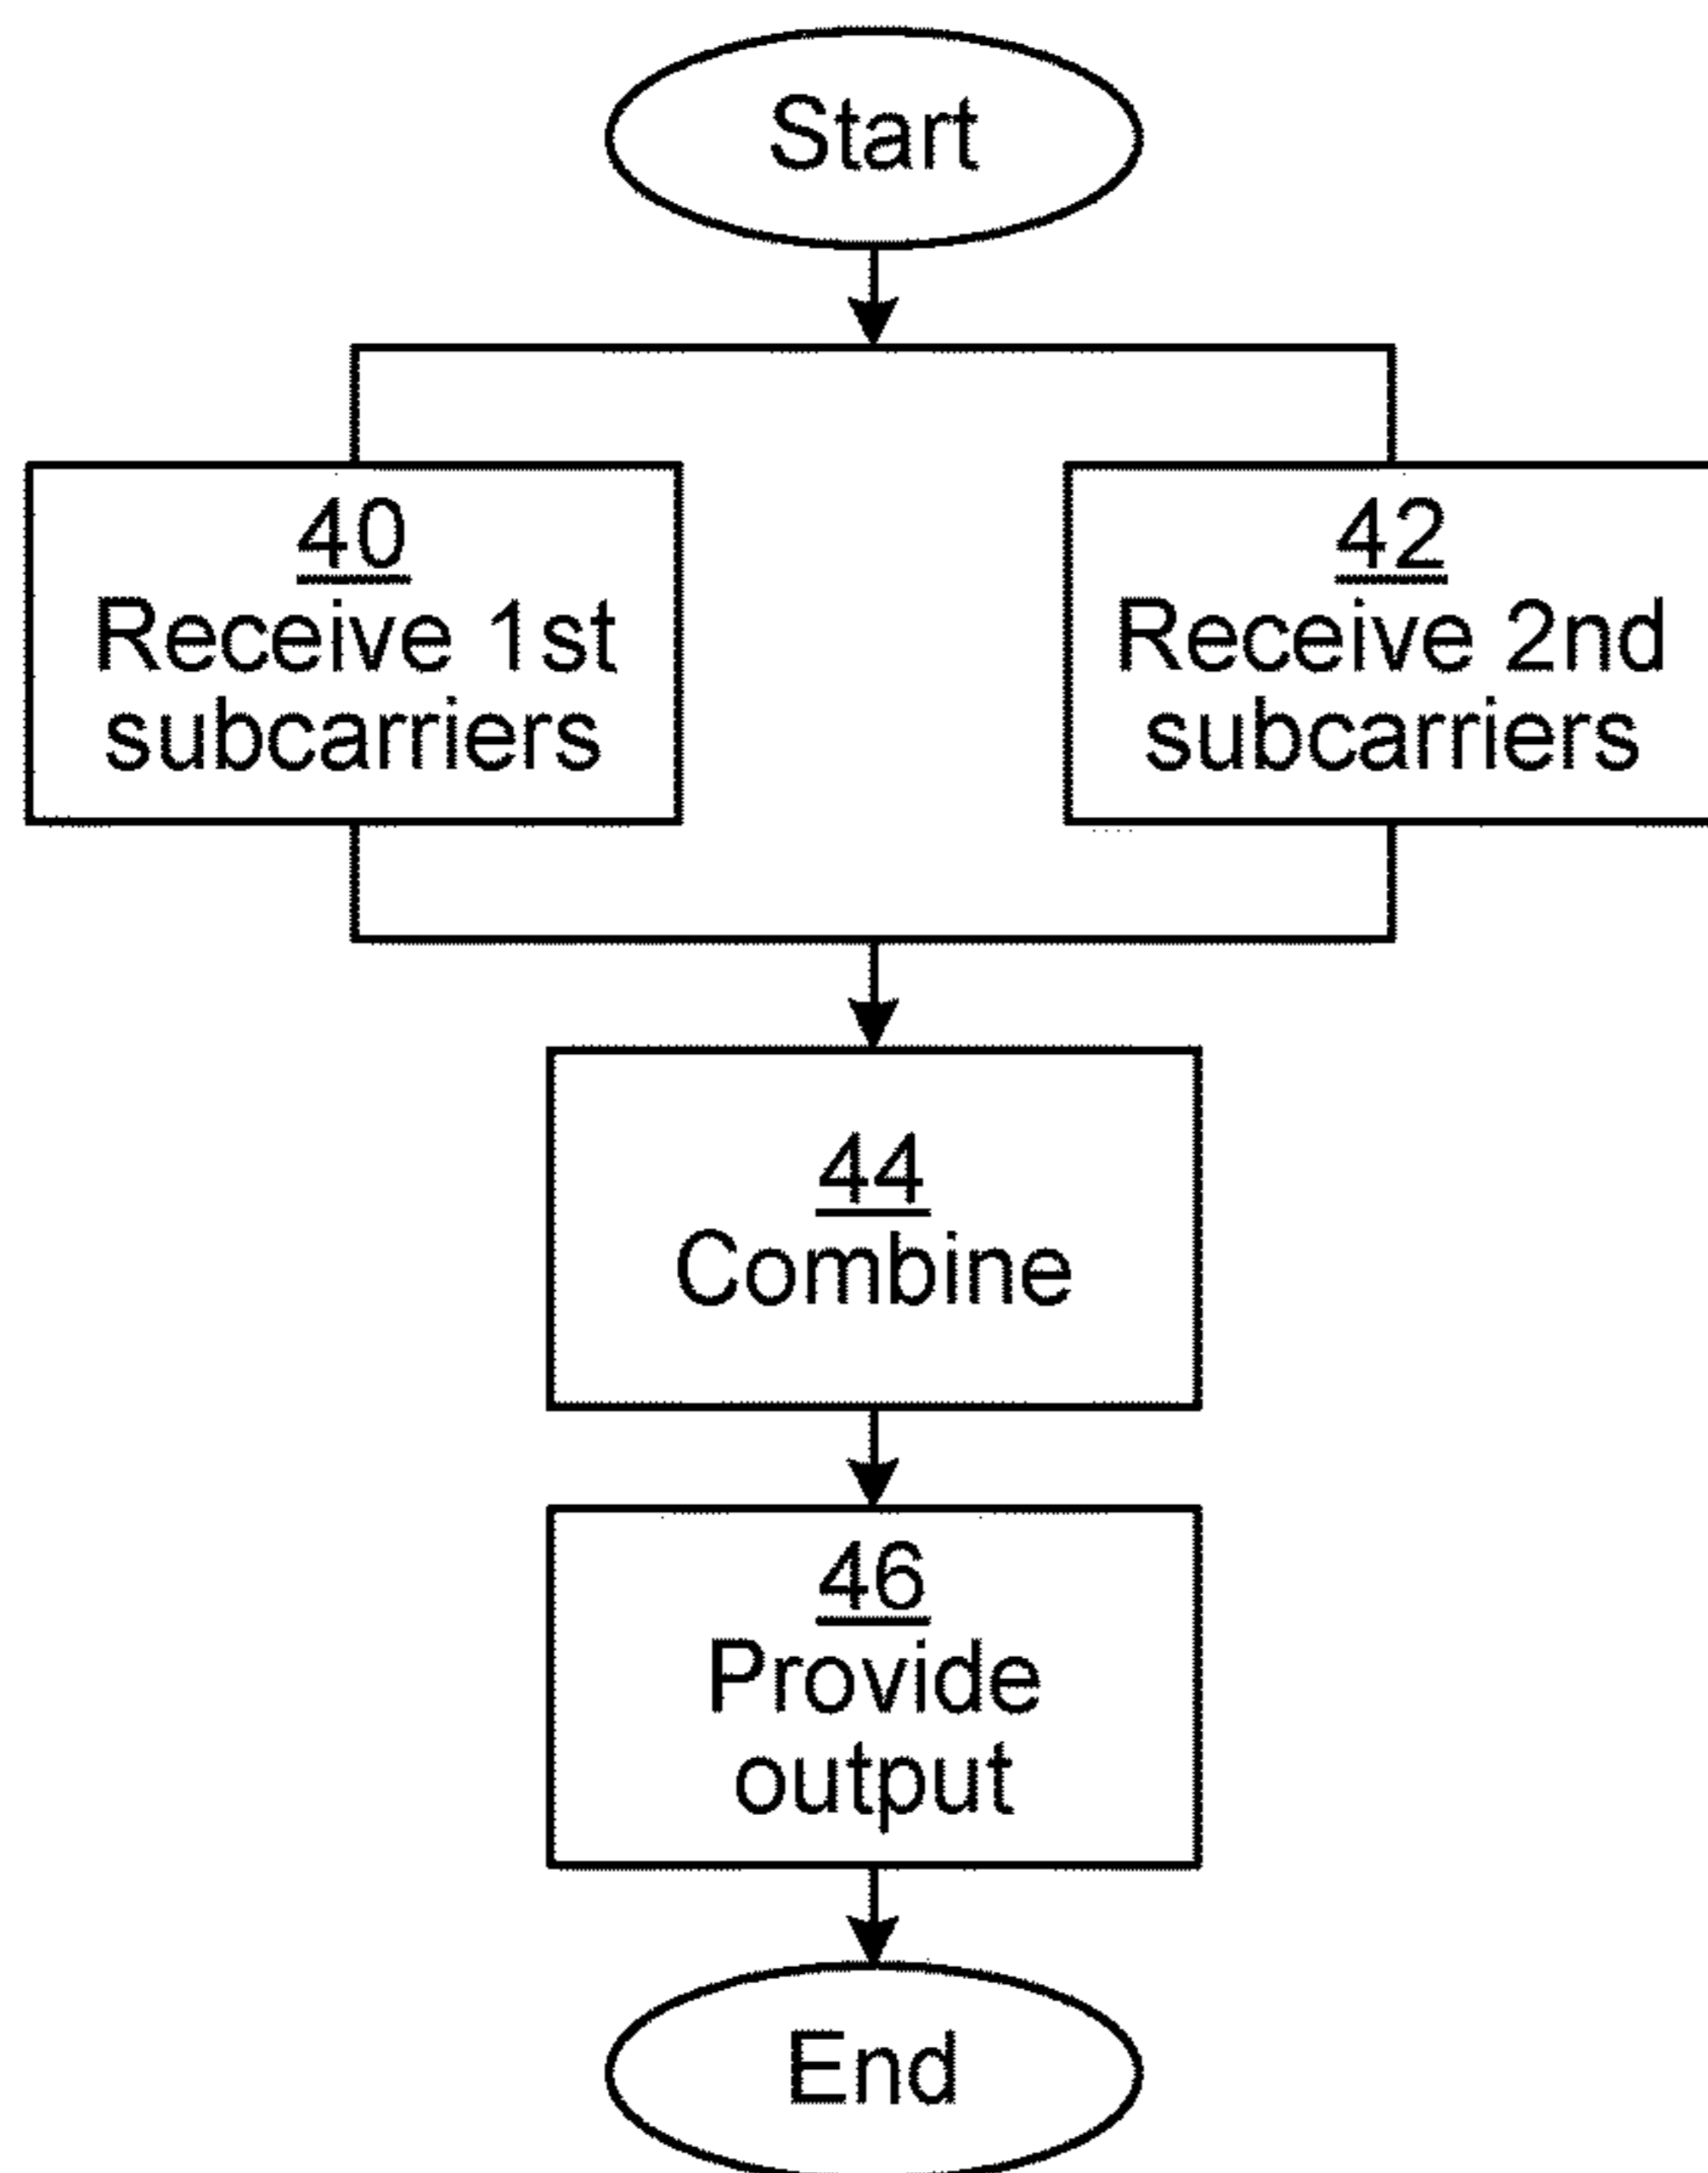 Start
40
Receive 1st
subcarriers
42
Receive 2nd
subcarriers
44
Combine
46
Provide
output
End